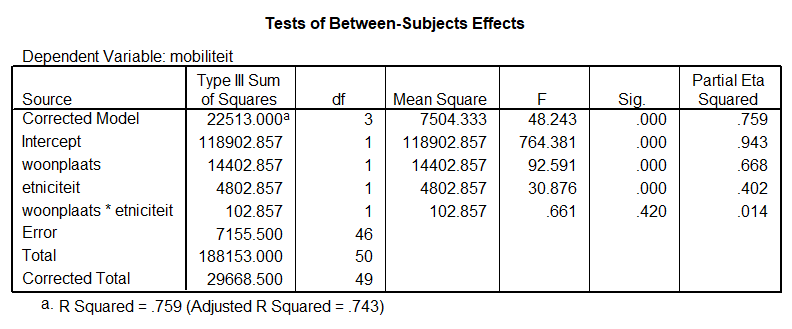 Tests of Between-Subjects Effects
Dependent Variable: mobiliteit
Source Type III Sum of Squares df Mean Square F Sig. Partial Eta Squared
Corrected Model 22513.000a 3 7504.333 48.243 .000 .759
Intercept 118902.857 1 118902.857 764.381 .000 .943
woonplaats 14402.857 1 14402.857 92.591 .000 .668
etniciteit 4802.857 1 4802.857 30.876 .000 .402
woonplaats * etniciteit 102.857 1 102.857 .661 .420 .014
Error 7155.500 46
Total 188153.000 50
Corrected Total 29668.500 49
a. R Squared = .759 (Adjusted R Squared = .743)